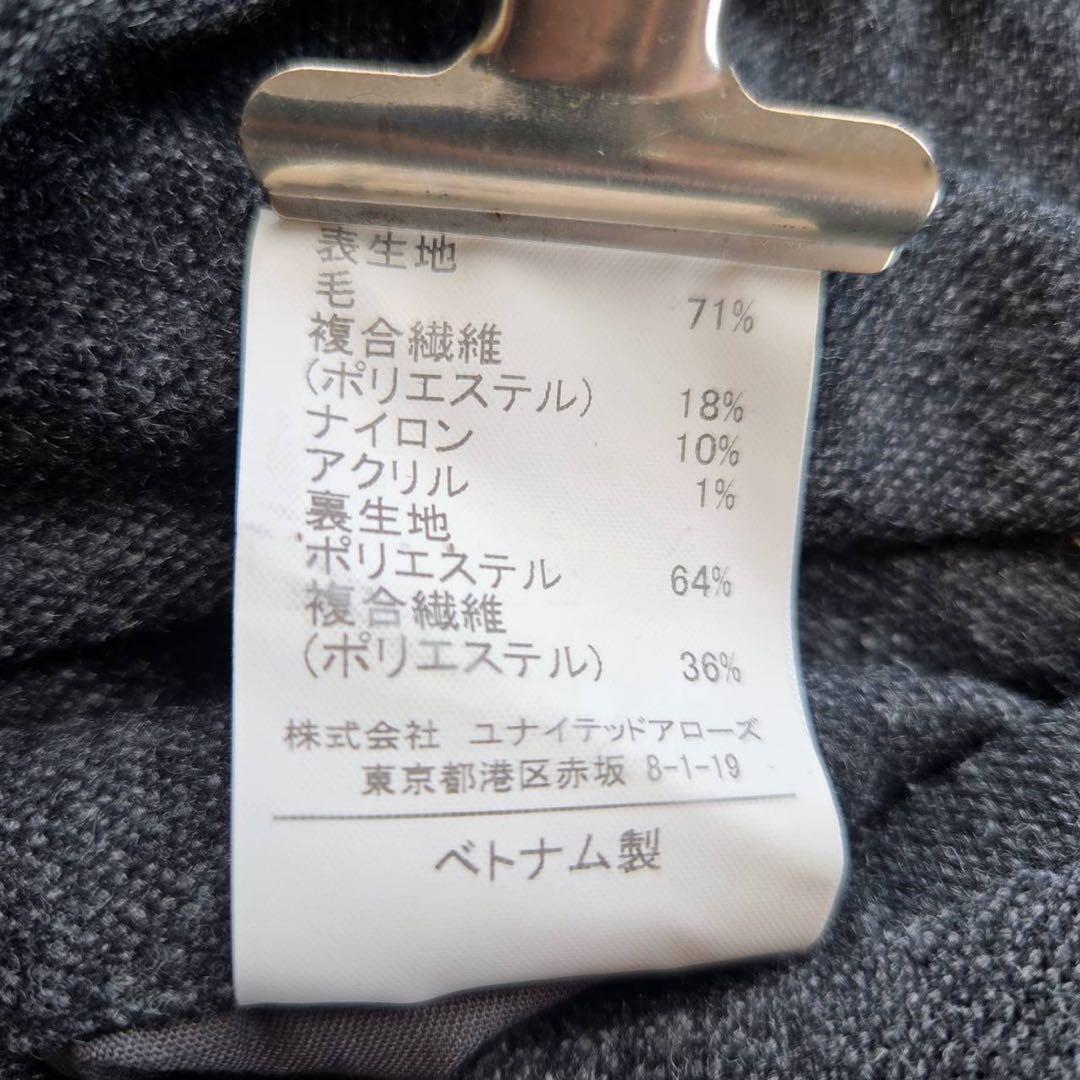 表生地
毛 71%
複合繊維
(ポリエステル) 18%
ナイロン 10%
アクリル 1%
裏生地
ポリエステル 64%
複合繊維
(ポリエステル) 36%
株式会社 ユナイテッドアローズ
東京都港区赤坂 8-1-19
ベトナム製